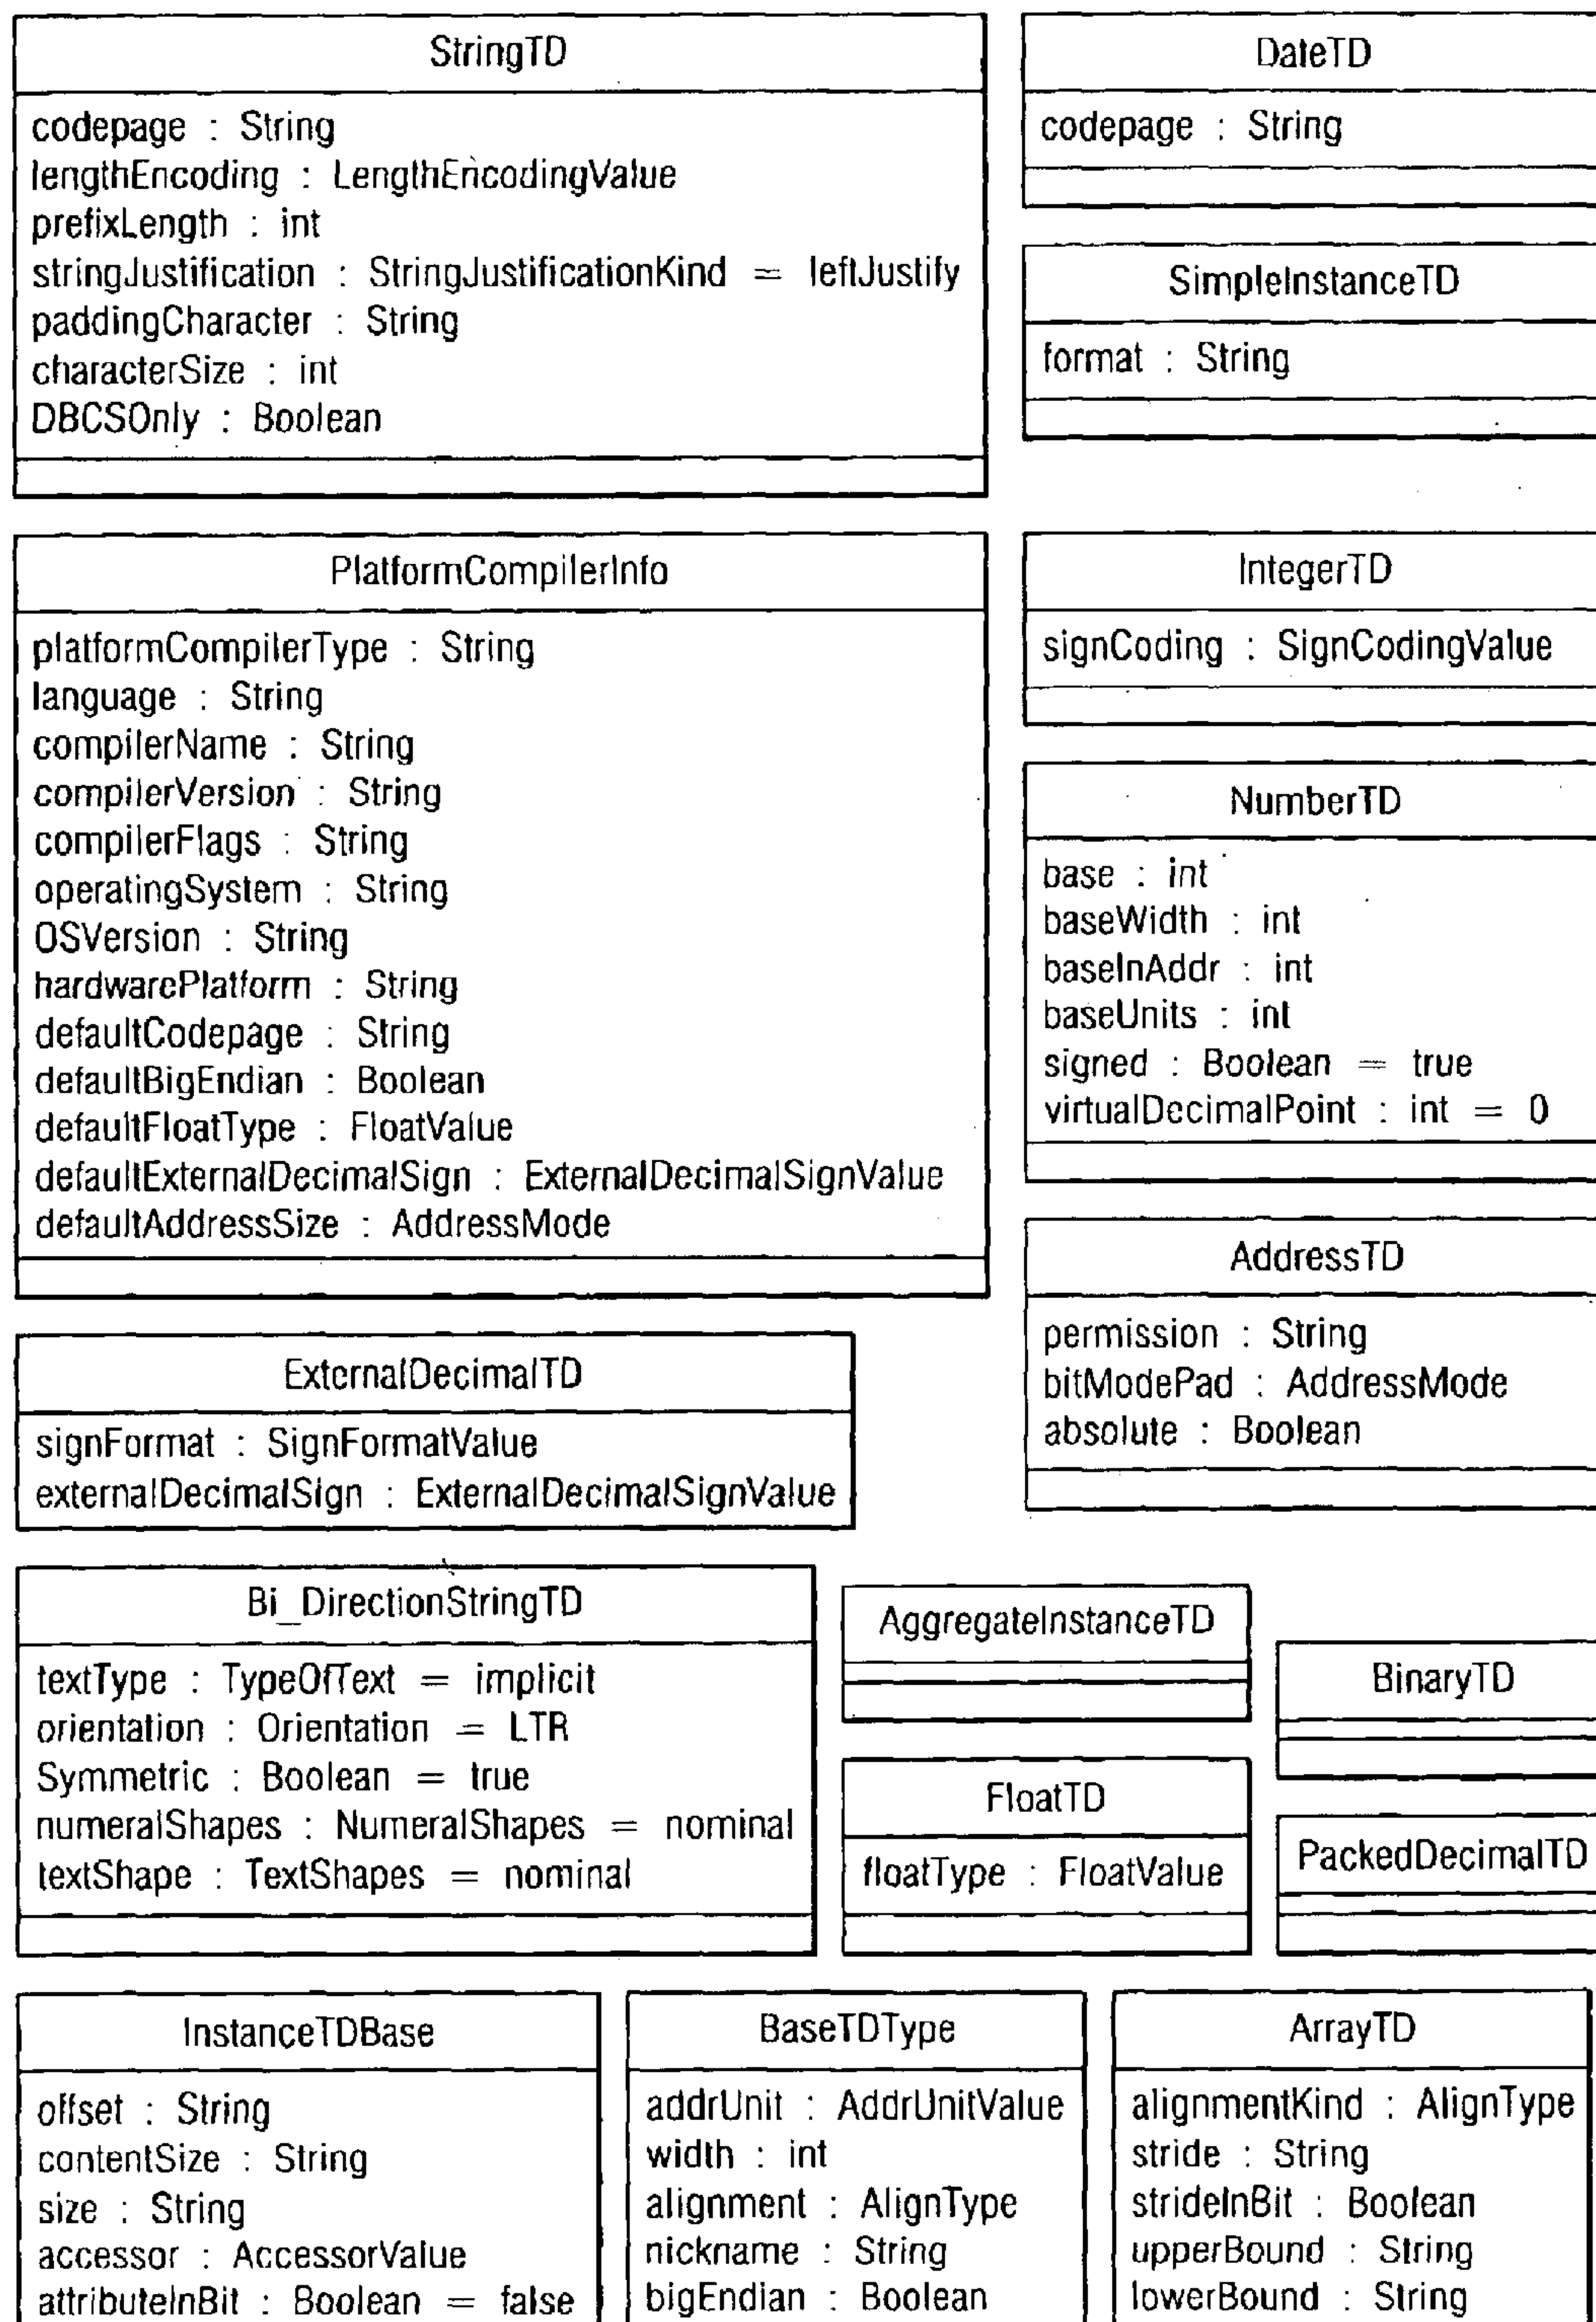 StringTD
codepage : String
lengthEncoding : LengthEncodingValue
prefixLength : int
stringJustification : StringJustificationKind = leftJustify
paddingCharacter : String
characterSize : int
DBCSOnly : Boolean
DateTD
codepage : String
SimpleInstanceTD
format : String
PlatformCompilerInfo
platformCompilerType : String
language : String
compilerName : String
compilerVersion : String
compilerFlags : String
operatingSystem : String
OSVersion : String
hardwarePlatform : String
defaultCodepage : String
defaultBigEndian : Boolean
defaultFloatType : FloatValue
defaultExternalDecimalSign : ExternalDecimalSignValue
defaultAddressSize : AddressMode
IntegerTD
signCoding : SignCodingValue
NumberTD
base : int
baseWidth : int
baseInAddr : int
baseUnits : int
signed : Boolean = true
virtualDecimalPoint : int = 0
AddressTD
permission : String
bitModePad : AddressMode
absolute : Boolean
ExternalDecimalTD
signFormat : SignFormatValue
externalDecimalSign : ExternalDecimalSignValue
Bi_DirectionStringTD
textType : TypeOfText = implicit
orientation : Orientation = LTR
Symmetric : Boolean = true
numeralShapes : NumeralShapes = nominal
textShape : TextShapes = nominal
AggregateInstanceTD
BinaryTD
FloatTD
floatType : FloatValue
PackedDecimalTD
InstanceTDBase
offset : String
contentSize : String
size : String
accessor : AccessorValue
attributeInBit : Boolean = false
BaseTDType
addrUnit : AddrUnitValue
width : int
alignment : AlignType
nickname : String
bigEndian : Boolean
ArrayTD
alignmentKind : AlignType
stride : String
strideInBit : Boolean
upperBound : String
lowerBound : String